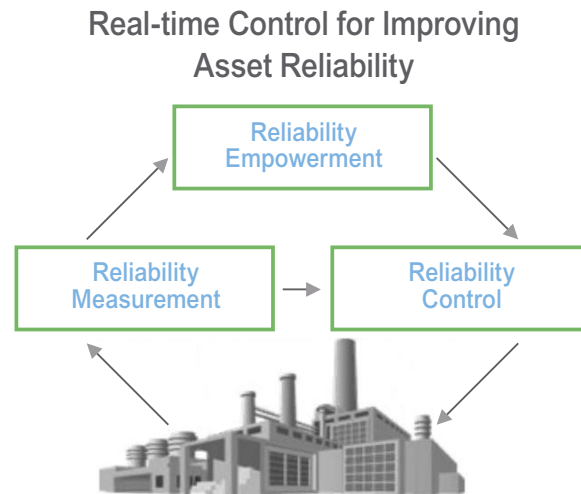 Real-time Control for Improving
Asset Reliability
Reliability
Empowerment
Reliability
Measurement
Reliability
Control